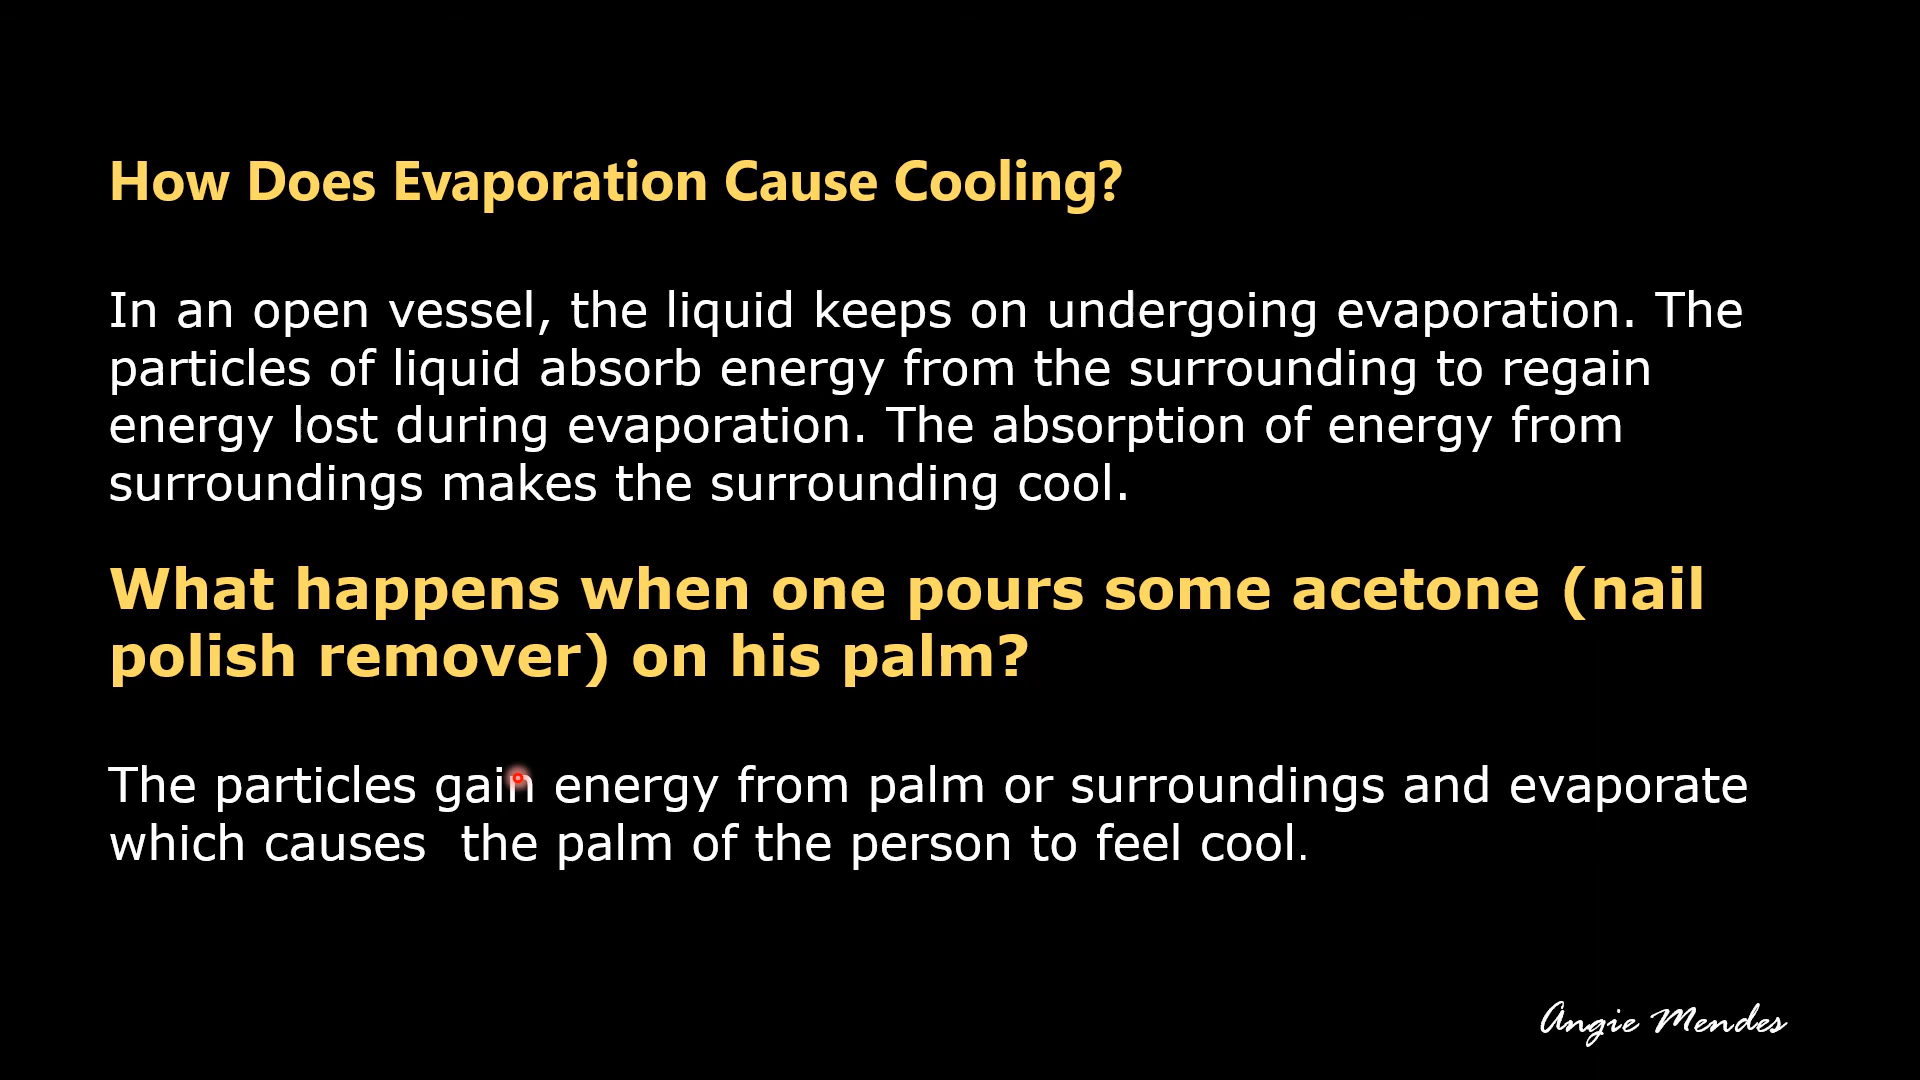 How Does Evaporation Cause Cooling?
In an open vessel, the liquid keeps on undergoing evaporation. The
particles of liquid absorb energy from the surrounding to regain
energy lost during evaporation. The absorption of energy from
surroundings makes the surrounding cool.
What happens when one pours some acetone (nail
polish remover) on his palm?
The particles gain energy from palm or surroundings and evaporate
which causes  the palm of the person to feel cool.
Angie Mendes